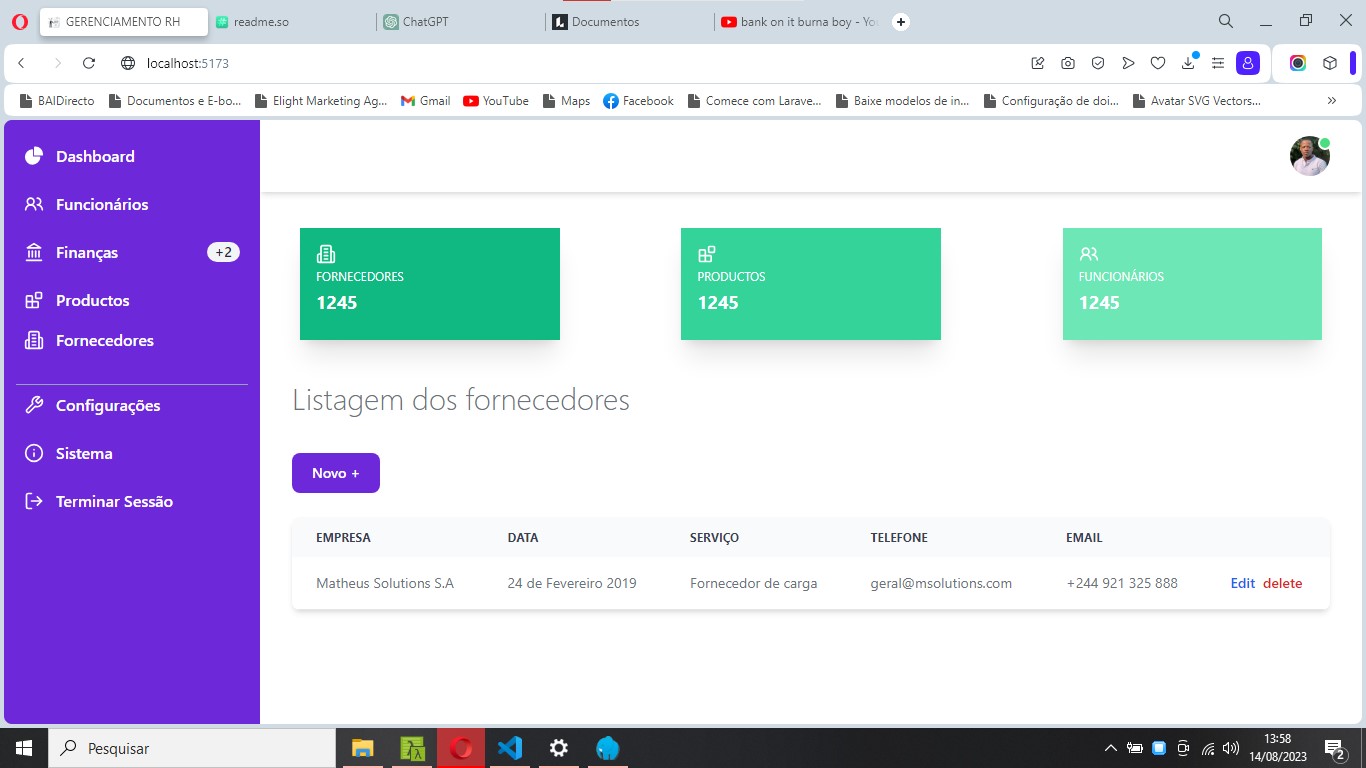 GERENCIAMENTO RH
readme.so
ChatGPT
Documentos
bank on it burna boy - You
localhost:5173
BAIDirecto
Documentos e E-bo...
Elight Marketing Ag...
Gmail
YouTube
Maps
Facebook
Comece com Larave...
Baixe modelos de in...
Configuração de doi...
Avatar SVG Vectors...
»
Dashboard
Funcionários
Finanças
+2
Productos
Fornecedores
Configurações
Sistema
Terminar Sessão
FORNECEDORES
1245
PRODUCTOS
1245
FUNCIONÁRIOS
1245
Listagem dos fornecedores
Novo +
EMPRESA DATA SERVIÇO TELEFONE EMAIL
Matheus Solutions S.A 24 de Fevereiro 2019 Fornecedor de carga geral@msolutions.com +244 921 325 888 Edit delete
Pesquisar
13:58
14/08/2023
2